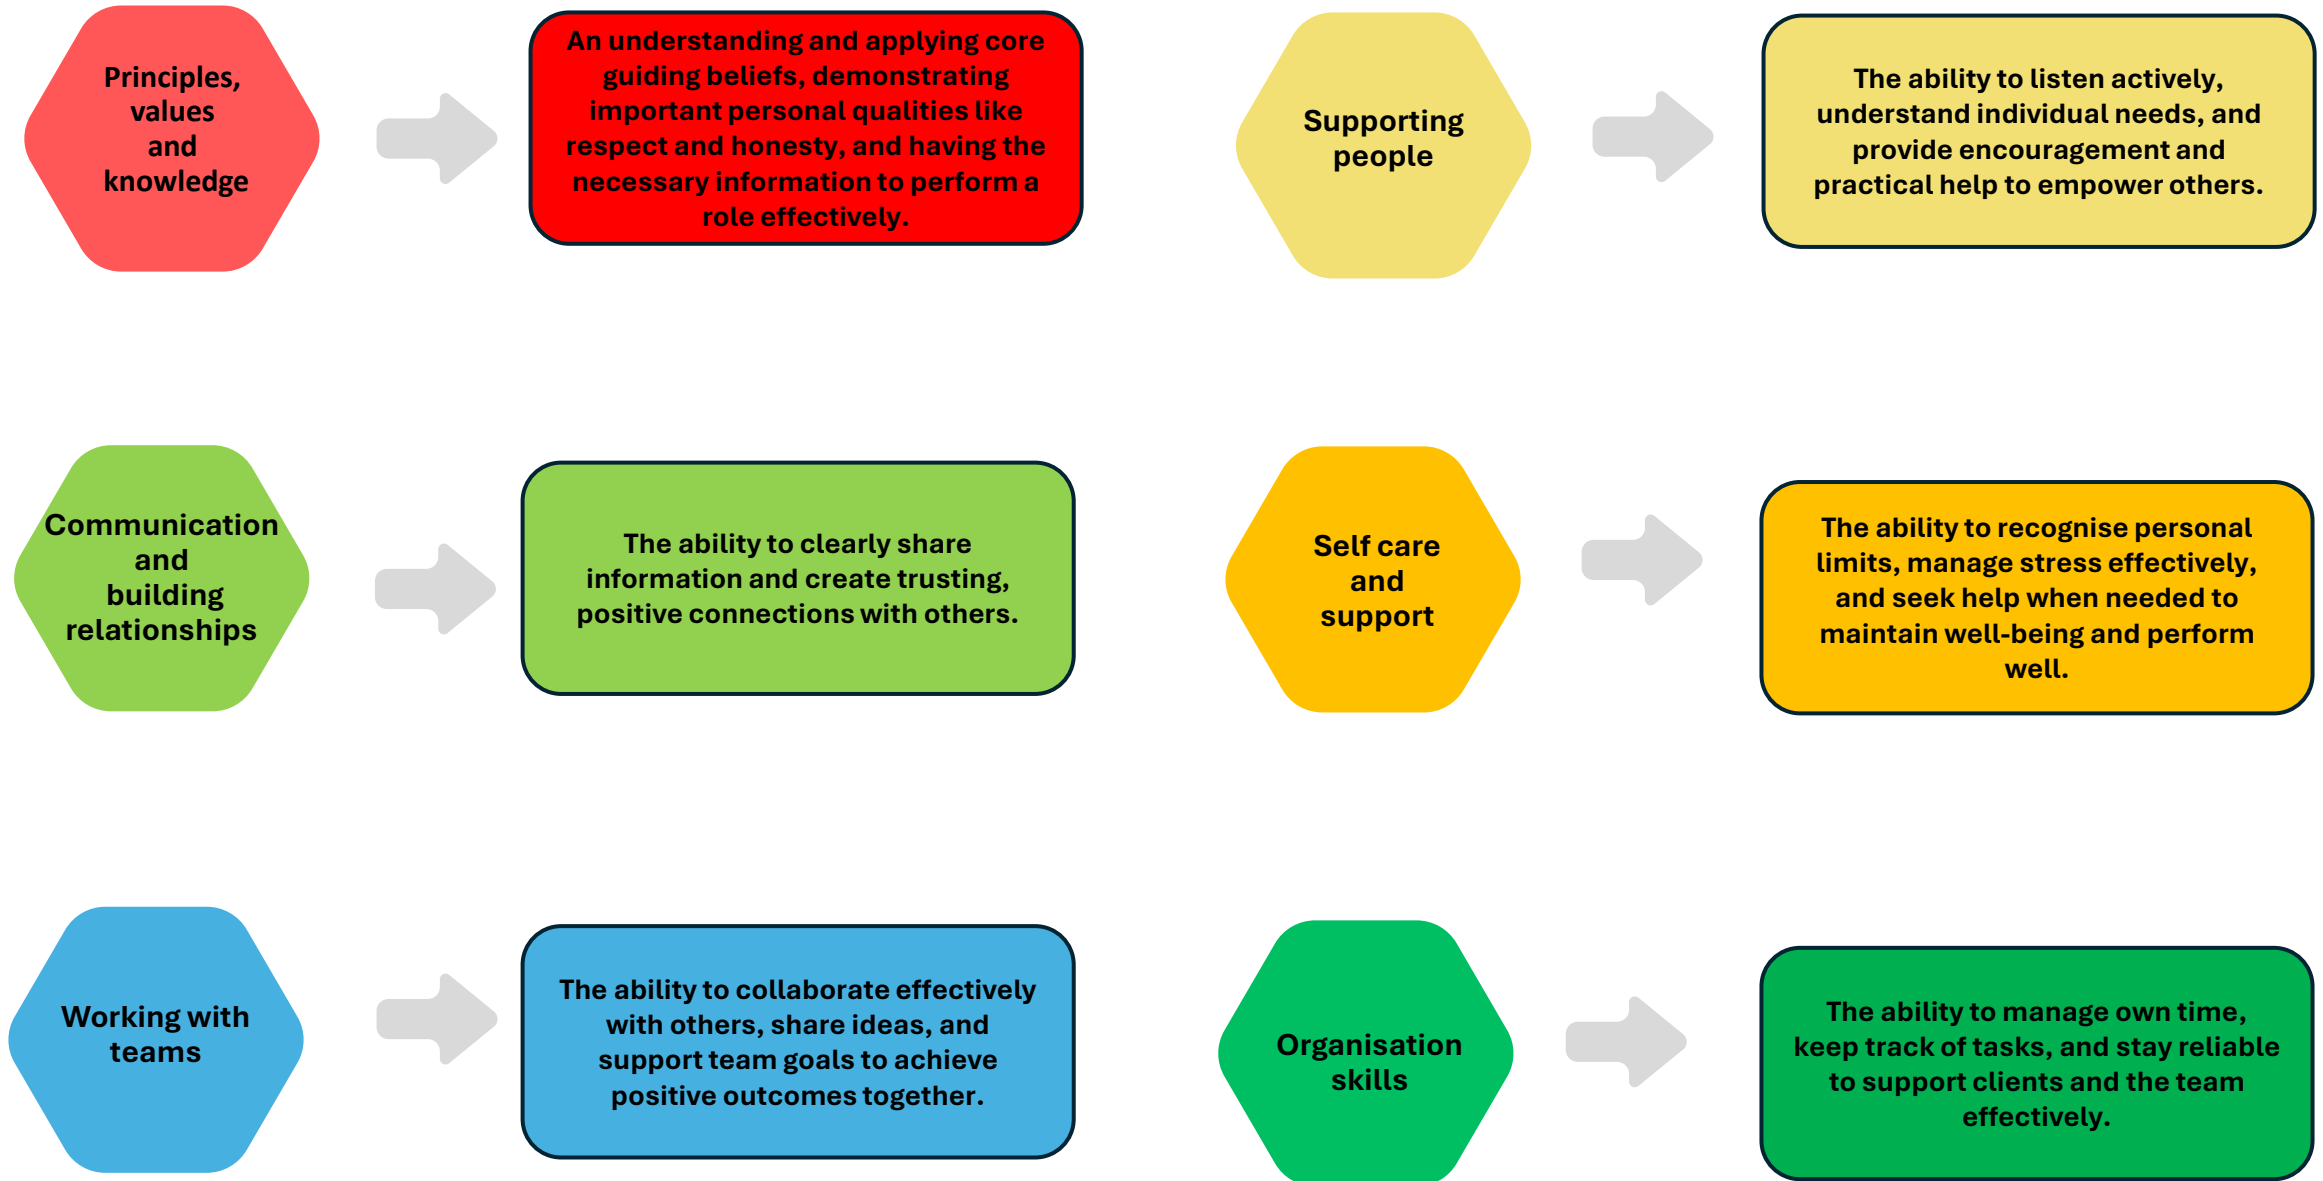 Principles,
values
and
knowledge
An understanding and applying core
guiding beliefs, demonstrating
important personal qualities like
respect and honesty, and having the
necessary information to perform a
role effectively.
Supporting
people
The ability to listen actively,
understand individual needs, and
provide encouragement and
practical help to empower others.
Communication
and
building
relationships
The ability to clearly share
information and create trusting,
positive connections with others.
Self care
and
support
The ability to recognise personal
limits, manage stress effectively,
and seek help when needed to
maintain well-being and perform
well.
Working with
teams
The ability to collaborate effectively
with others, share ideas, and
support team goals to achieve
positive outcomes together.
Organisation
skills
The ability to manage own time,
keep track of tasks, and stay reliable
to support clients and the team
effectively.